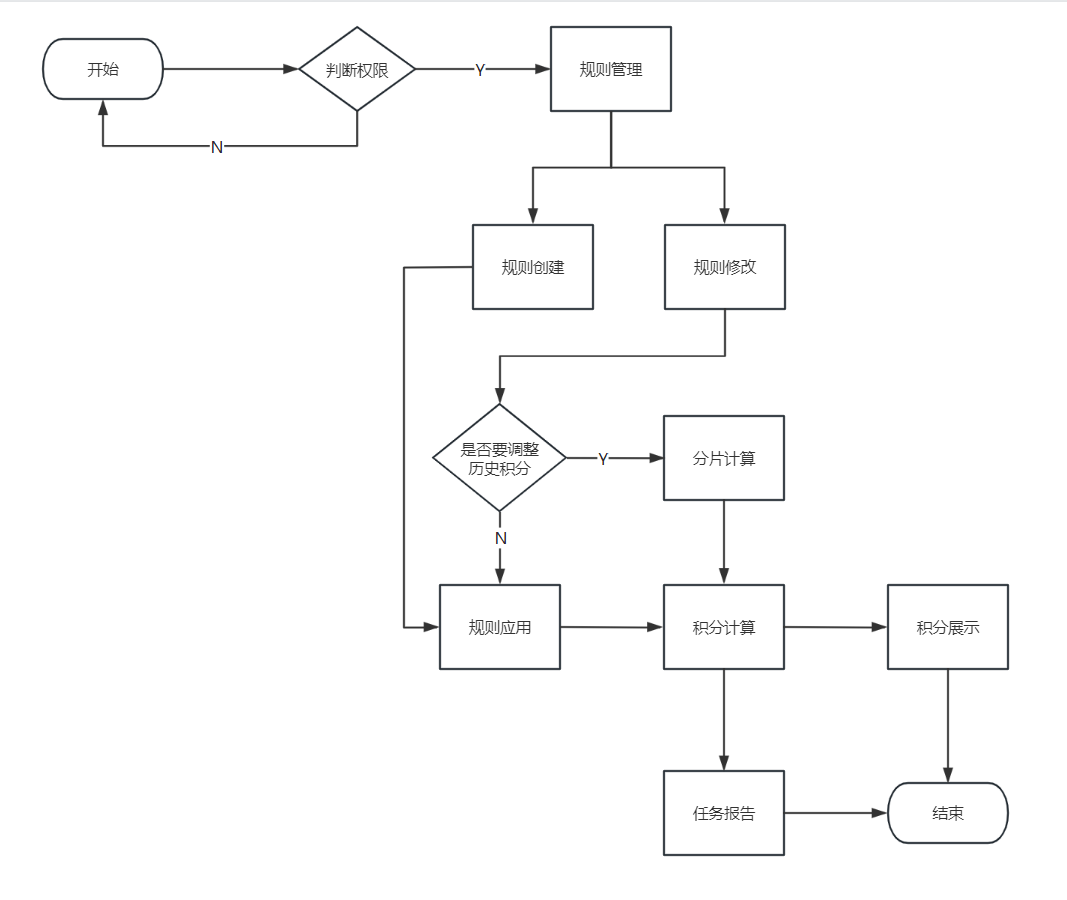 开始
判断权限
Y
规则管理
N
规则创建
规则修改
是否要调整
历史积分
Y
分片计算
N
规则应用
积分计算
积分展示
任务报告
结束